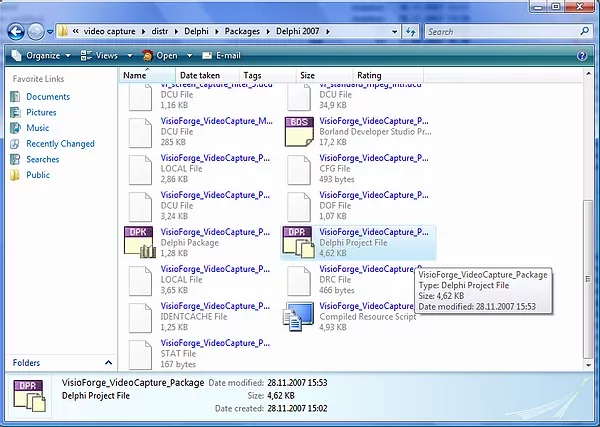 « video capture ▸ distr ▸ Delphi ▸ Packages ▸ Delphi 2007 ▸
Search
Organize Views Open E-mail
Name Date taken Tags Size Rating
Favorite Links
Documents
Pictures
Music
Recently Changed
Searches
Public
Folders
DCU File
1,16 KB
VisioForge_VideoCapture_M...
DCU File
285 KB
VisioForge_VideoCapture_P...
LOCAL File
2,86 KB
VisioForge_VideoCapture_P...
DCU File
3,24 KB
DPK
VisioForge_VideoCapture_P...
Delphi Package
1,28 KB
VisioForge_VideoCapture_P...
LOCAL File
3,65 KB
VisioForge_VideoCapture_P...
IDENTCACHE File
1,25 KB
VisioForge_VideoCapture_P...
STAT File
167 bytes
DCU File
34,9 KB
BDS
VisioForge_VideoCapture_P...
Borland Developer Studio Pr...
17,2 KB
VisioForge_VideoCapture_P...
CFG File
493 bytes
VisioForge_VideoCapture_P...
DOF File
1,07 KB
DPR
VisioForge_VideoCapture_P...
Delphi Project File
4,62 KB
VisioForge_VideoCapture
DRC File
466 bytes
VisioForge_VideoCapture
Compiled Resource Script
4,93 KB
VisioForge_VideoCapture_Package
Type: Delphi Project File
Size: 4,62 KB
Date modified: 28.11.2007 15:53
DPR
VisioForge_VideoCapture_Package Date modified: 28.11.2007 15:53
Delphi Project File Size: 4,62 KB
Date created: 28.11.2007 15:02